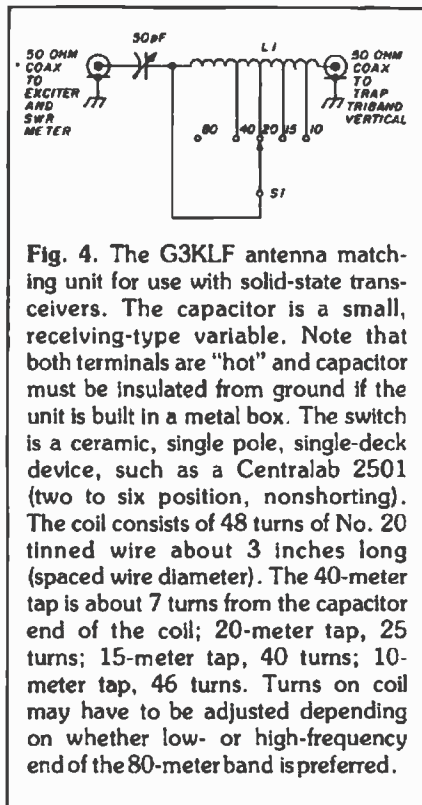 50pF
L1
50 OHM
COAX
TO
EXCITER
AND
SWR
METER
50 OHM
COAX
TO
TRAP
TRIBAND
VERTICAL
80 40 20 15 10
S1
Fig. 4. The G3KLF antenna match-
ing unit for use with solid-state trans-
ceivers. The capacitor is a small,
receiving-type variable. Note that
both terminals are "hot" and capacitor
must be insulated from ground if the
unit is built in a metal box. The switch
is a ceramic, single pole, single-deck
device, such as a Centralab 2501
(two to six position, nonshorting).
The coil consists of 48 turns of No. 20
tinned wire about 3 inches long
(spaced wire diameter). The 40-meter
tap is about 7 turns from the capacitor
end of the coil; 20-meter tap, 25
turns; 15-meter tap, 40 turns; 10-
meter tap, 46 turns. Turns on coil
may have to be adjusted depending
on whether low- or high-frequency
end of the 80-meter band is preferred.